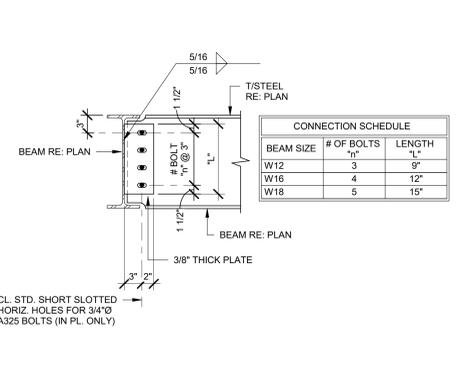 5/16
5/16
1 1/2"
T/STEEL
RE: PLAN
3"
BEAM RE: PLAN
# BOLT
"n" @ 3"
"L"
1 1/2"
BEAM RE: PLAN
3/8" THICK PLATE
3"
2"
CL. STD. SHORT SLOTTED
HORIZ. HOLES FOR 3/4"Ø
A325 BOLTS (IN PL. ONLY)
CONNECTION SCHEDULE
BEAM SIZE # OF BOLTS "n" LENGTH "L"
W12 3 9"
W16 4 12"
W18 5 15"